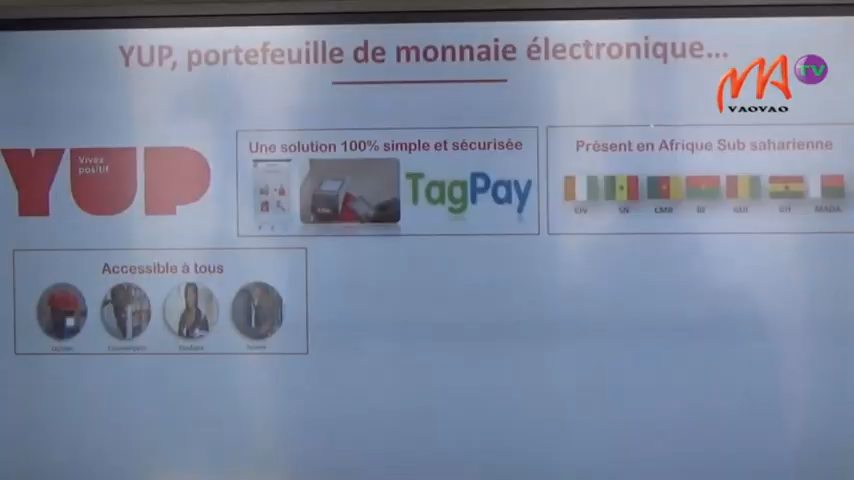 YUP, portefeuille de monnaie électronique...
MA TV
VAOVAO
YUP
Vivez
positif
Une solution 100% simple et sécurisée
TagPay
Présent en Afrique Sub saharienne
CIV SN CMR BF GUI GH MADA
Accessible à tous